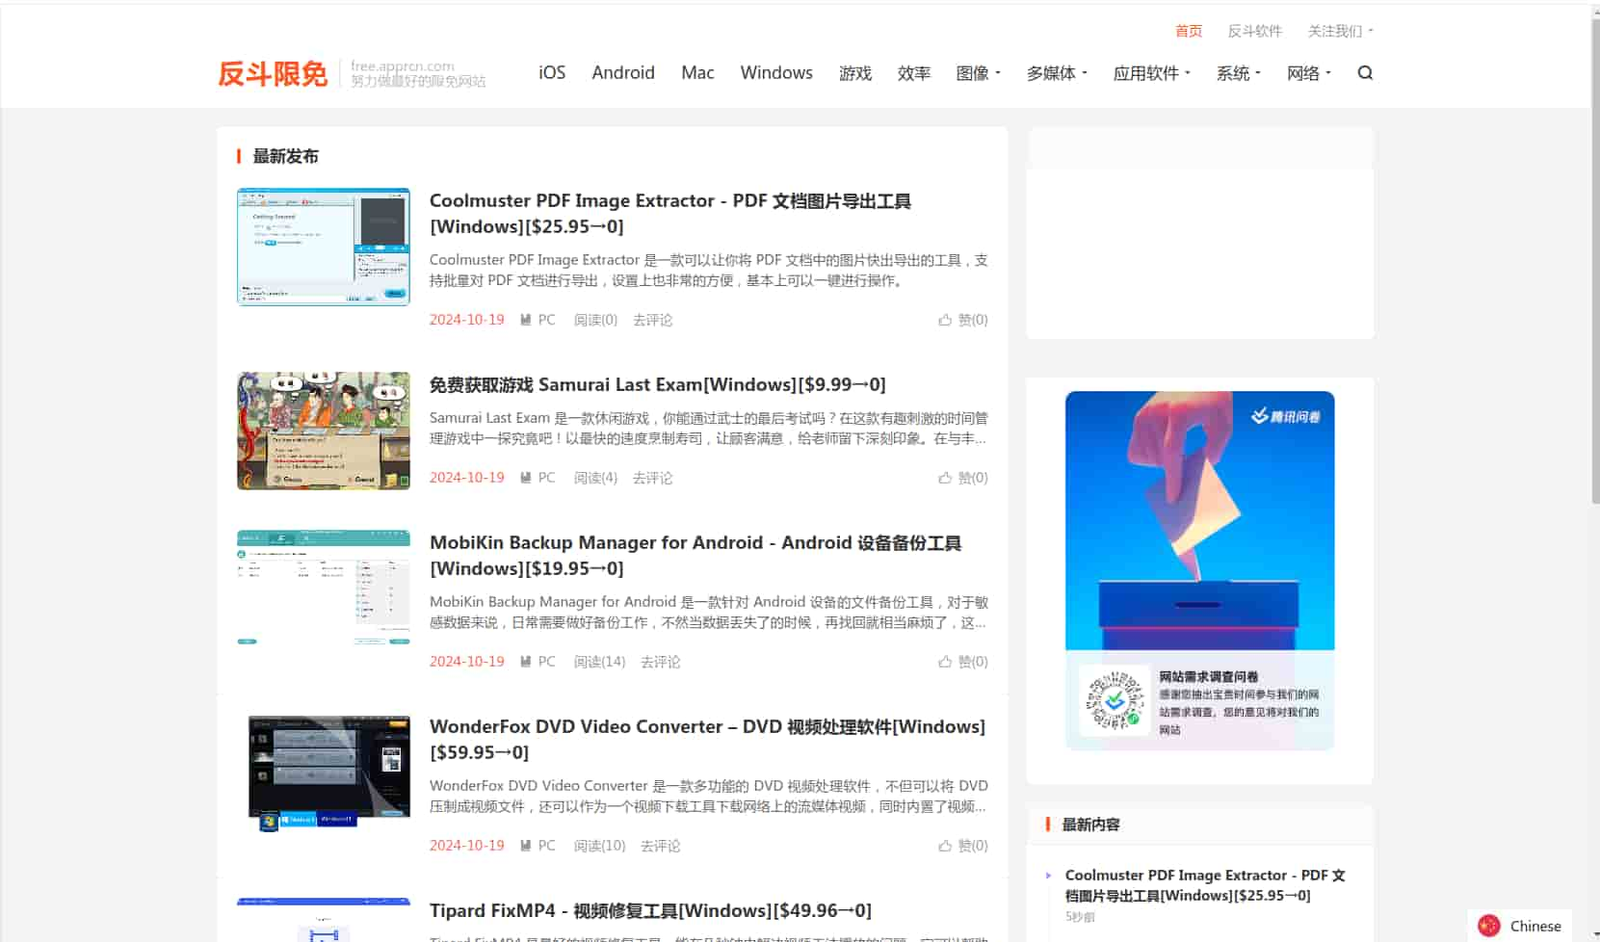 首页 反斗软件 关注我们
反斗限免
free.apprcn.com
努力做最好的限免网站
iOS Android Mac Windows 游戏 效率 图像 多媒体 应用软件 系统 网络
最新发布
Coolmuster PDF Image Extractor - PDF 文档图片导出工具
[Windows][$25.95→0]
Coolmuster PDF Image Extractor 是一款可以让你将 PDF 文档中的图片快出导出的工具，支
持批量对 PDF 文档进行导出，设置上也非常的方便，基本上可以一键进行操作。
2024-10-19 PC 阅读(0) 去评论 赞(0)
免费获取游戏 Samurai Last Exam[Windows][$9.99→0]
Samurai Last Exam 是一款休闲游戏，你能通过武士的最后考试吗？在这款有趣刺激的时间管
理游戏中一探究竟吧！以最快的速度烹制寿司，让顾客满意，给老师留下深刻印象。在与丰...
2024-10-19 PC 阅读(4) 去评论 赞(0)
MobiKin Backup Manager for Android - Android 设备备份工具
[Windows][$19.95→0]
MobiKin Backup Manager for Android 是一款针对 Android 设备的文件备份工具，对于敏
感数据来说，日常需要做好备份工作，不然当数据丢失了的时候，再找回就相当麻烦了，这...
2024-10-19 PC 阅读(14) 去评论 赞(0)
WonderFox DVD Video Converter – DVD 视频处理软件[Windows]
[$59.95→0]
WonderFox DVD Video Converter 是一款多功能的 DVD 视频处理软件，不但可以将 DVD
压制成视频文件，还可以作为一个视频下载工具下载网络上的流媒体视频，同时内置了视频...
2024-10-19 PC 阅读(10) 去评论 赞(0)
Tipard FixMP4 - 视频修复工具[Windows][$49.96→0]
腾讯问卷
网站需求调查问卷
感谢您抽出宝贵时间参与我们的网
站需求调查，您的意见将对我们的
网站
最新内容
Coolmuster PDF Image Extractor - PDF 文
档图片导出工具[Windows][$25.95→0]
5秒前
Chinese